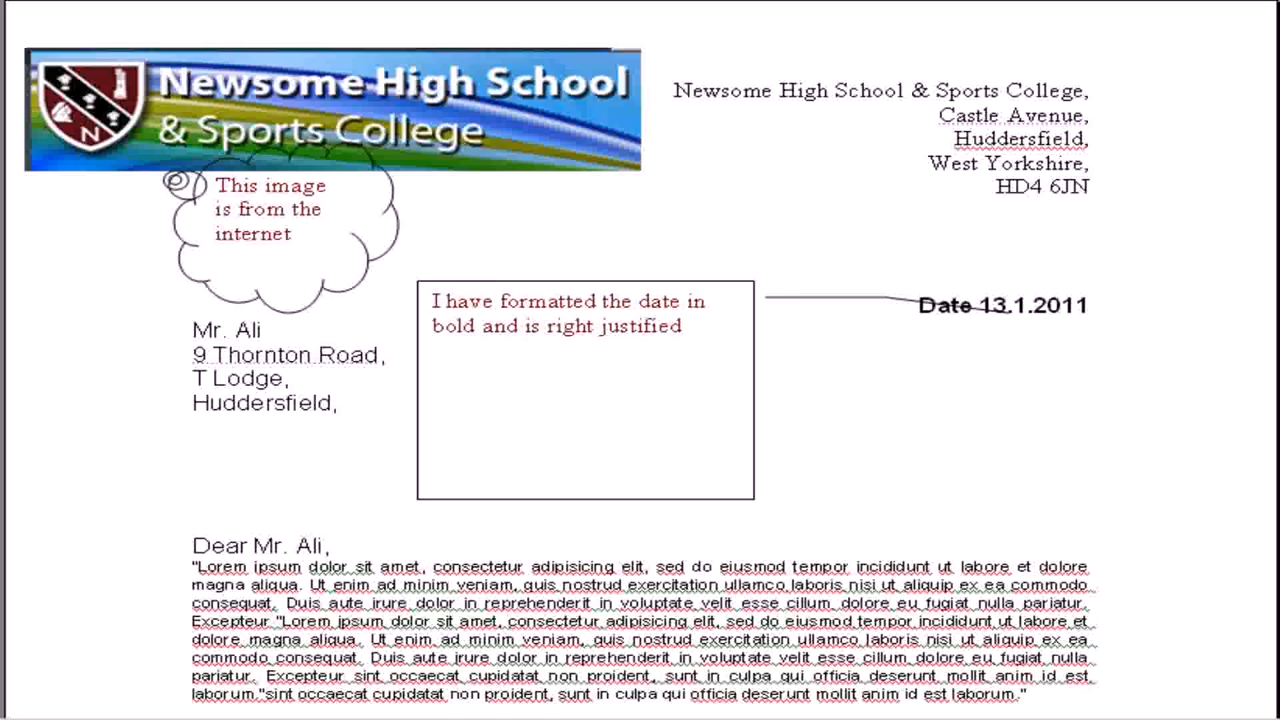 Newsome High School
& Sports College
N
Newsome High School & Sports College,
Castle Avenue,
Huddersfield,
West Yorkshire,
HD4 6JN
This image
is from the
internet
I have formatted the date in
bold and is right justified
Date 13.1.2011
Mr. Ali
9 Thornton Road,
T Lodge,
Huddersfield,
Dear Mr. Ali,
"Lorem ipsum dolor sit amet, consectetur adipisicing elit, sed do eiusmod tempor incididunt ut labore et dolore
magna aliqua. Ut enim ad minim veniam, quis nostrud exercitation ullamco laboris nisi ut aliquip ex ea commodo
consequat. Duis aute irure dolor in reprehenderit in voluptate velit esse cillum dolore eu fugiat nulla pariatur.
Excepteur "Lorem ipsum dolor sit amet, consectetur adipisicing elit, sed do eiusmod tempor incididunt ut labore et
dolore magna aliqua. Ut enim ad minim veniam, quis nostrud exercitation ullamco laboris nisi ut aliquip ex ea
commodo consequat. Duis aute irure dolor in reprehenderit in voluptate velit esse cillum dolore eu fugiat nulla
pariatur. Excepteur sint occaecat cupidatat non proident, sunt in culpa qui officia deserunt mollit anim id est
laborum."sint occaecat cupidatat non proident, sunt in culpa qui officia deserunt mollit anim id est laborum."